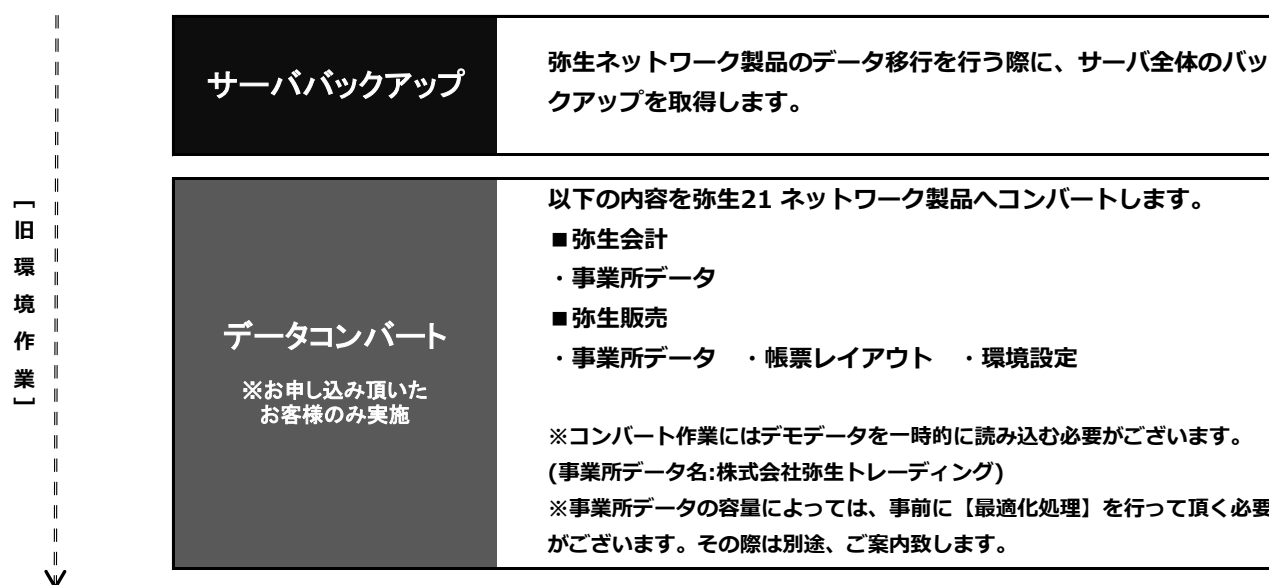 サーババックアップ
弥生ネットワーク製品のデータ移行を行う際に、サーバ全体のバッ
クアップを取得します。
[旧環境作業]
データコンバート
※お申し込み頂いた
お客様のみ実施
以下の内容を弥生21 ネットワーク製品へコンバートします。
■弥生会計
・事業所データ
■弥生販売
・事業所データ ・帳票レイアウト ・環境設定
※コンバート作業にはデモデータを一時的に読み込む必要がございます。
(事業所データ名:株式会社弥生トレーディング)
※事業所データの容量によっては、事前に【最適化処理】を行って頂く必要
がございます。その際は別途、ご案内致します。